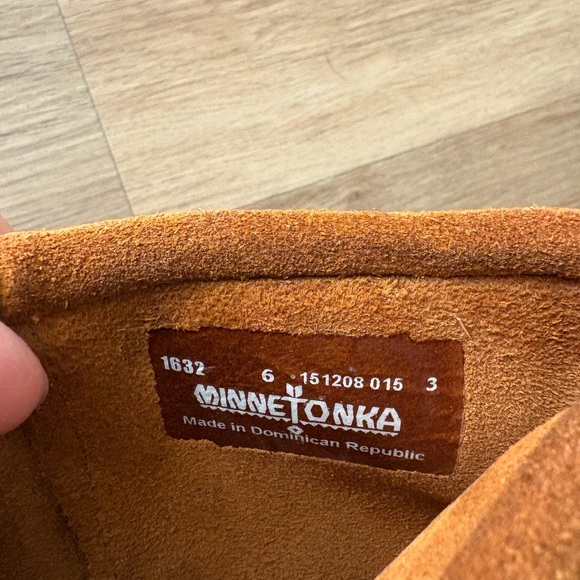 1632 6 151208 015 3
MINNETONKA
Made in Dominican Republic